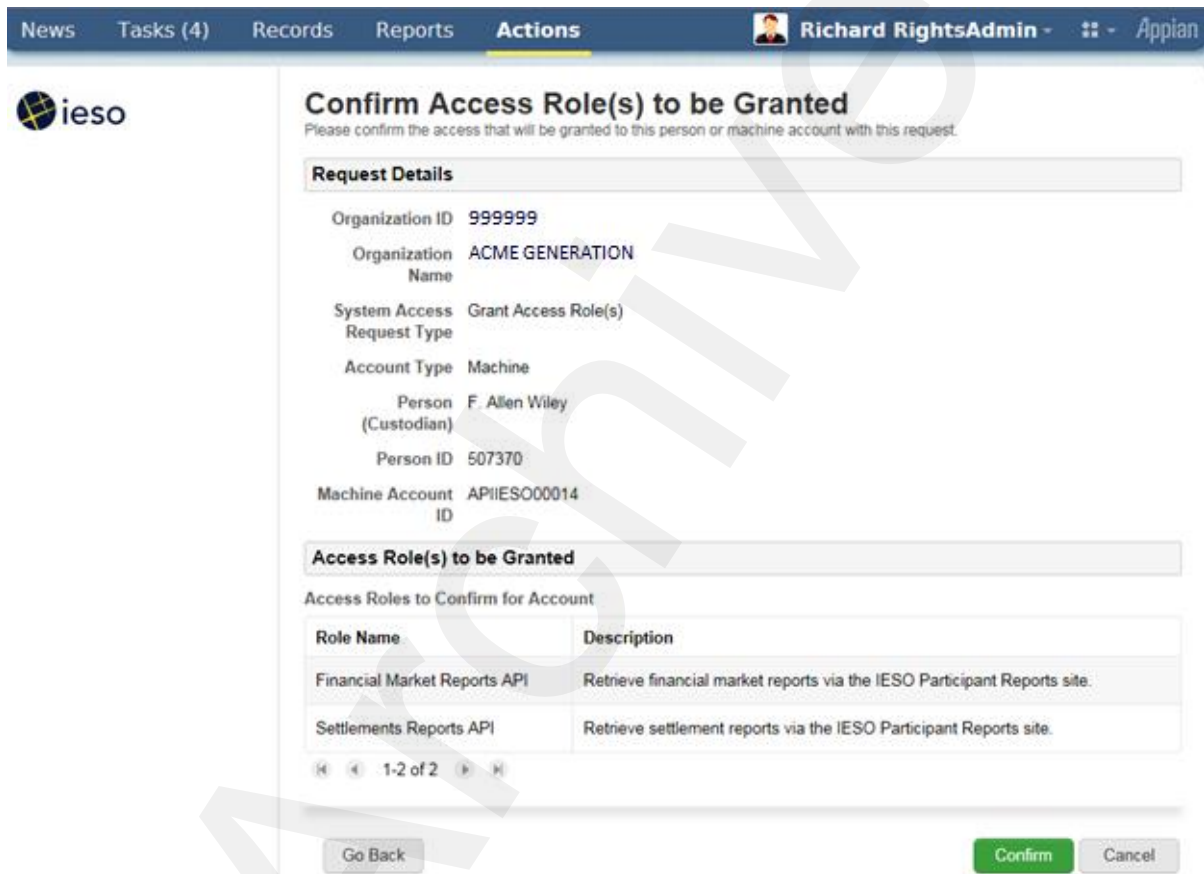 News Tasks (4) Records Reports Actions Richard RightsAdmin Appian
ieso
Confirm Access Role(s) to be Granted
Please confirm the access that will be granted to this person or machine account with this request.
Request Details
Organization ID 999999
Organization Name ACME GENERATION
System Access Request Type Grant Access Role(s)
Account Type Machine
Person (Custodian) F. Allen Wiley
Person ID 507370
Machine Account ID APIIESO00014
Access Role(s) to be Granted
Access Roles to Confirm for Account
Role Name Description
Financial Market Reports API Retrieve financial market reports via the IESO Participant Reports site.
Settlements Reports API Retrieve settlement reports via the IESO Participant Reports site.
1-2 of 2
Go Back Confirm Cancel
Archive